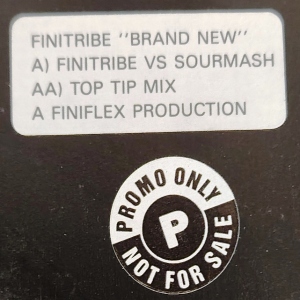 FINITRIBE "BRAND NEW"
A) FINITRIBE VS SOURMASH
AA) TOP TIP MIX
A FINIFLEX PRODUCTION
PROMO ONLY
P
NOT FOR SALE